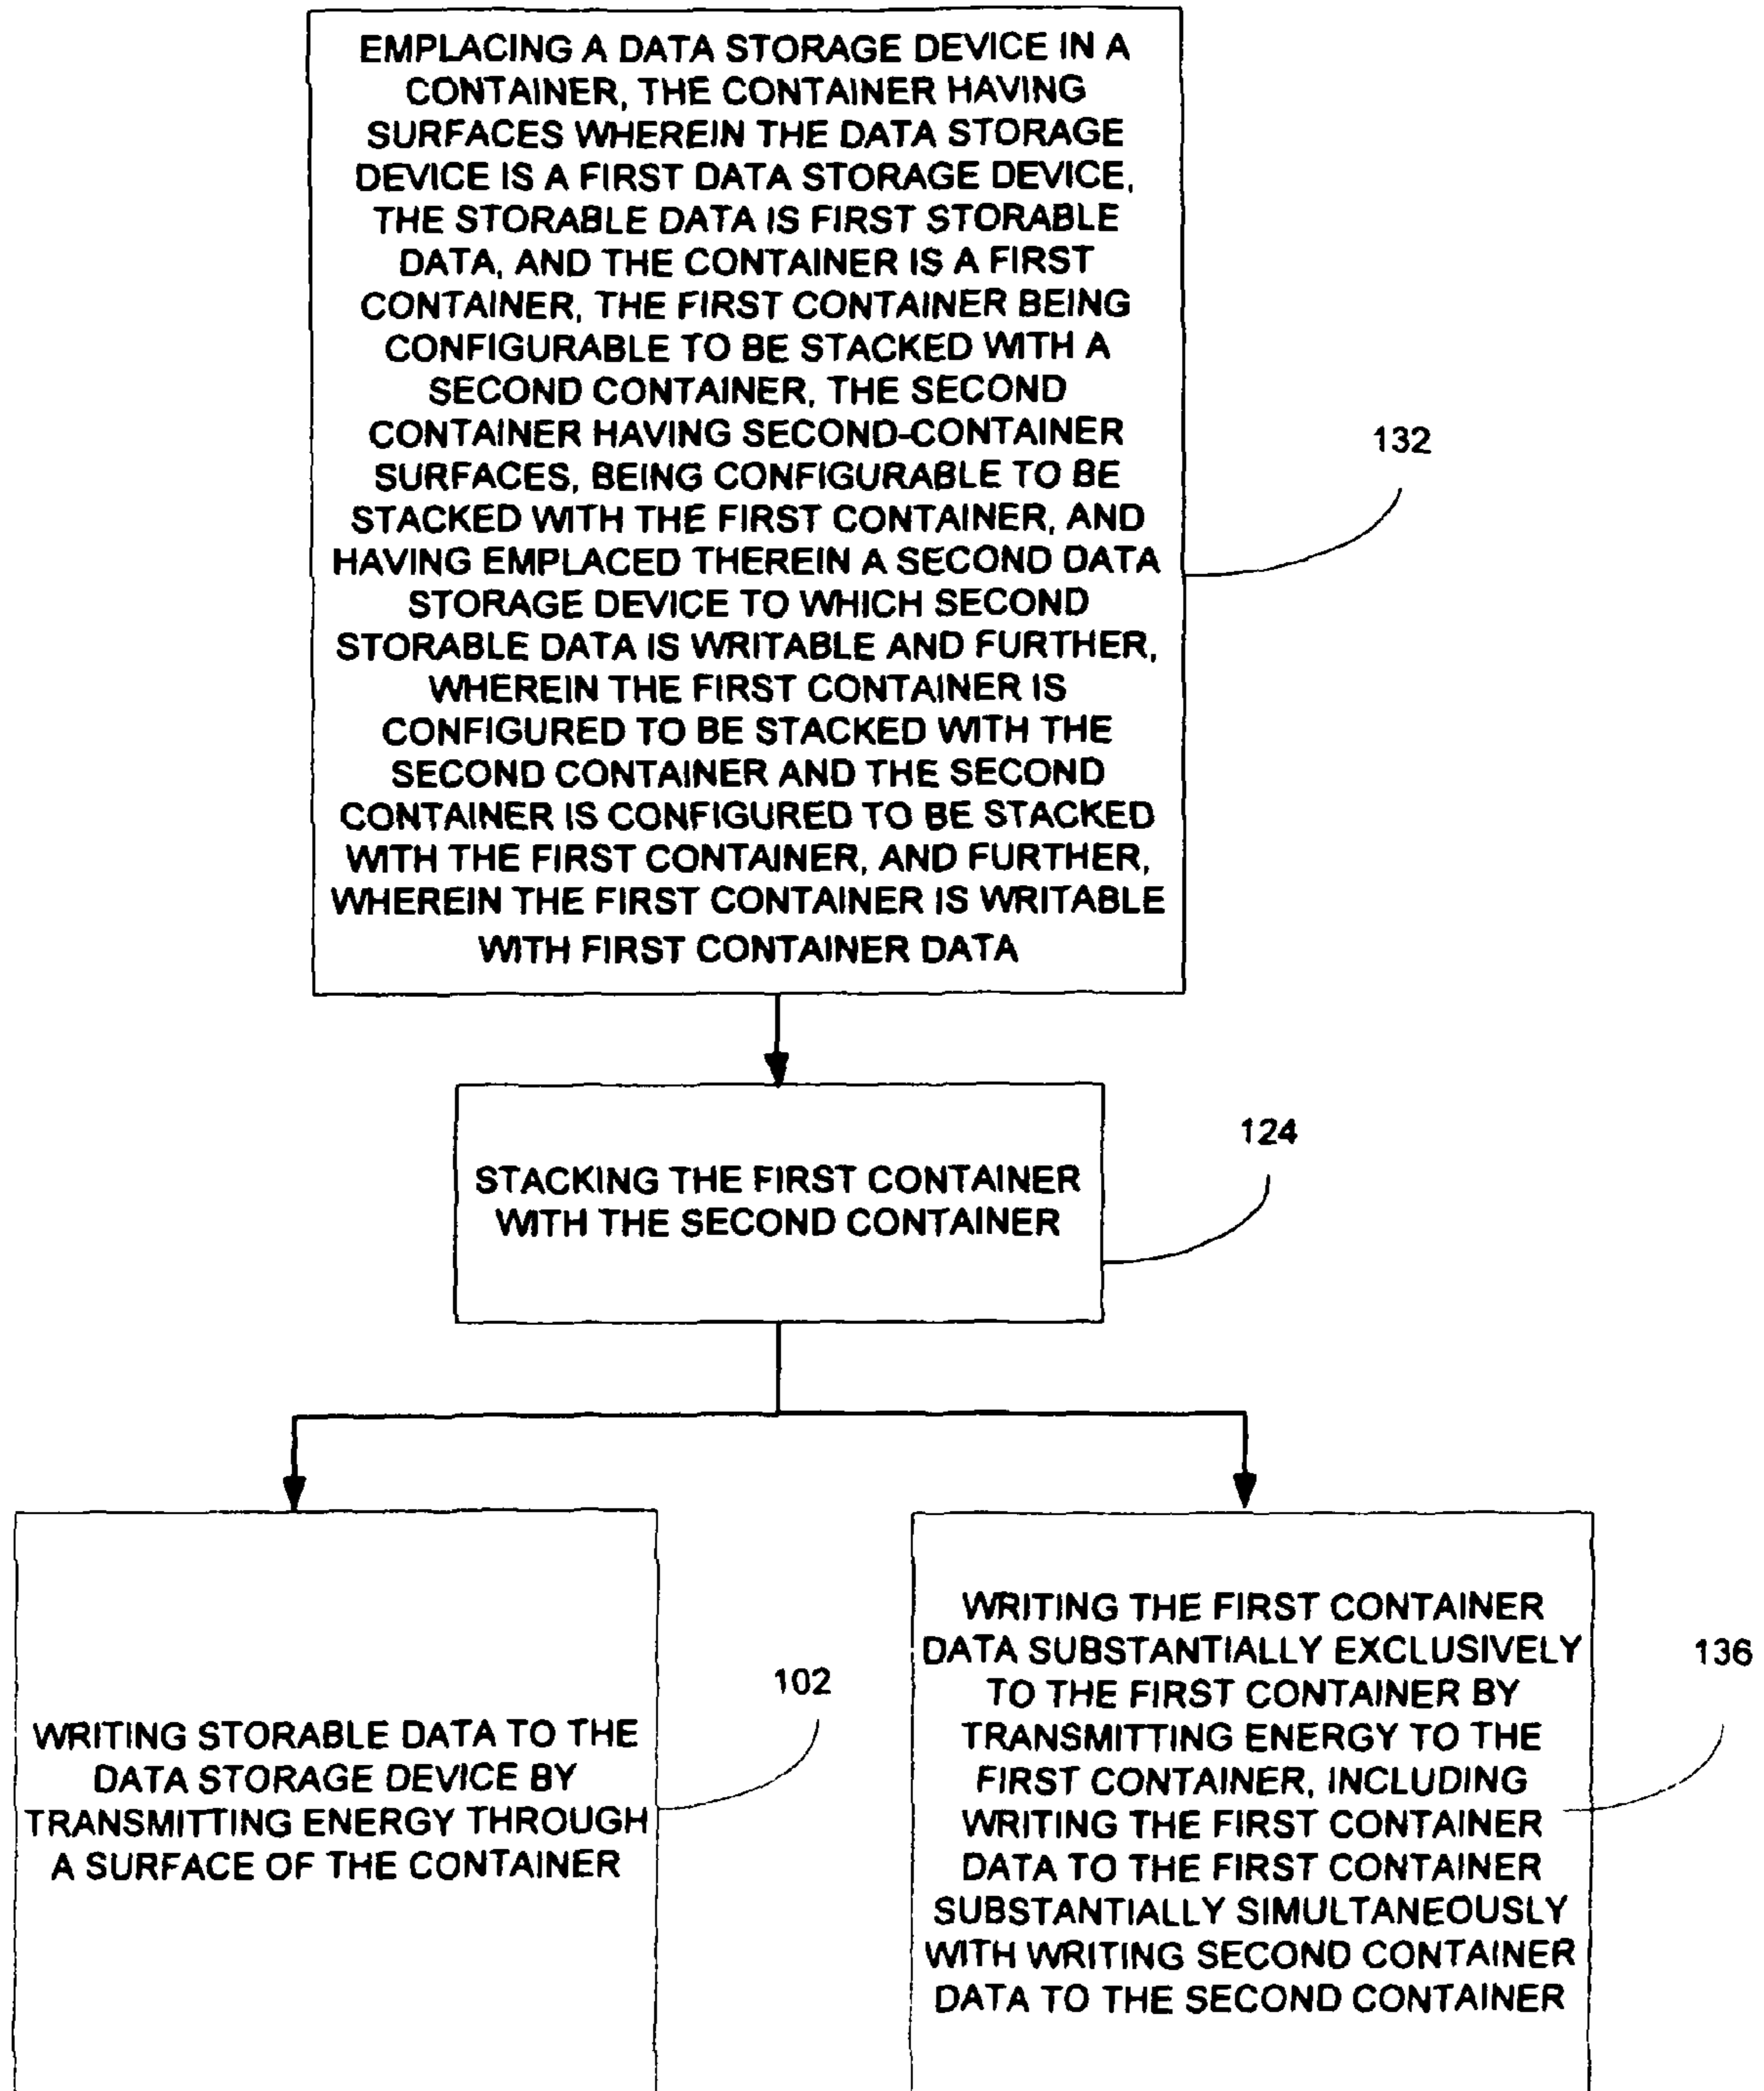 EMPLACING A DATA STORAGE DEVICE IN A
CONTAINER, THE CONTAINER HAVING
SURFACES WHEREIN THE DATA STORAGE
DEVICE IS A FIRST DATA STORAGE DEVICE,
THE STORABLE DATA IS FIRST STORABLE
DATA, AND THE CONTAINER IS A FIRST
CONTAINER, THE FIRST CONTAINER BEING
CONFIGURABLE TO BE STACKED WITH A
SECOND CONTAINER, THE SECOND
CONTAINER HAVING SECOND-CONTAINER
SURFACES, BEING CONFIGURABLE TO BE
STACKED WITH THE FIRST CONTAINER, AND
HAVING EMPLACED THEREIN A SECOND DATA
STORAGE DEVICE TO WHICH SECOND
STORABLE DATA IS WRITABLE AND FURTHER,
WHEREIN THE FIRST CONTAINER IS
CONFIGURED TO BE STACKED WITH THE
SECOND CONTAINER AND THE SECOND
CONTAINER IS CONFIGURED TO BE STACKED
WITH THE FIRST CONTAINER, AND FURTHER,
WHEREIN THE FIRST CONTAINER IS WRITABLE
WITH FIRST CONTAINER DATA
132
STACKING THE FIRST CONTAINER
WITH THE SECOND CONTAINER
124
WRITING STORABLE DATA TO THE
DATA STORAGE DEVICE BY
TRANSMITTING ENERGY THROUGH
A SURFACE OF THE CONTAINER
102
WRITING THE FIRST CONTAINER
DATA SUBSTANTIALLY EXCLUSIVELY
TO THE FIRST CONTAINER BY
TRANSMITTING ENERGY TO THE
FIRST CONTAINER, INCLUDING
WRITING THE FIRST CONTAINER
DATA TO THE FIRST CONTAINER
SUBSTANTIALLY SIMULTANEOUSLY
WITH WRITING SECOND CONTAINER
DATA TO THE SECOND CONTAINER
136